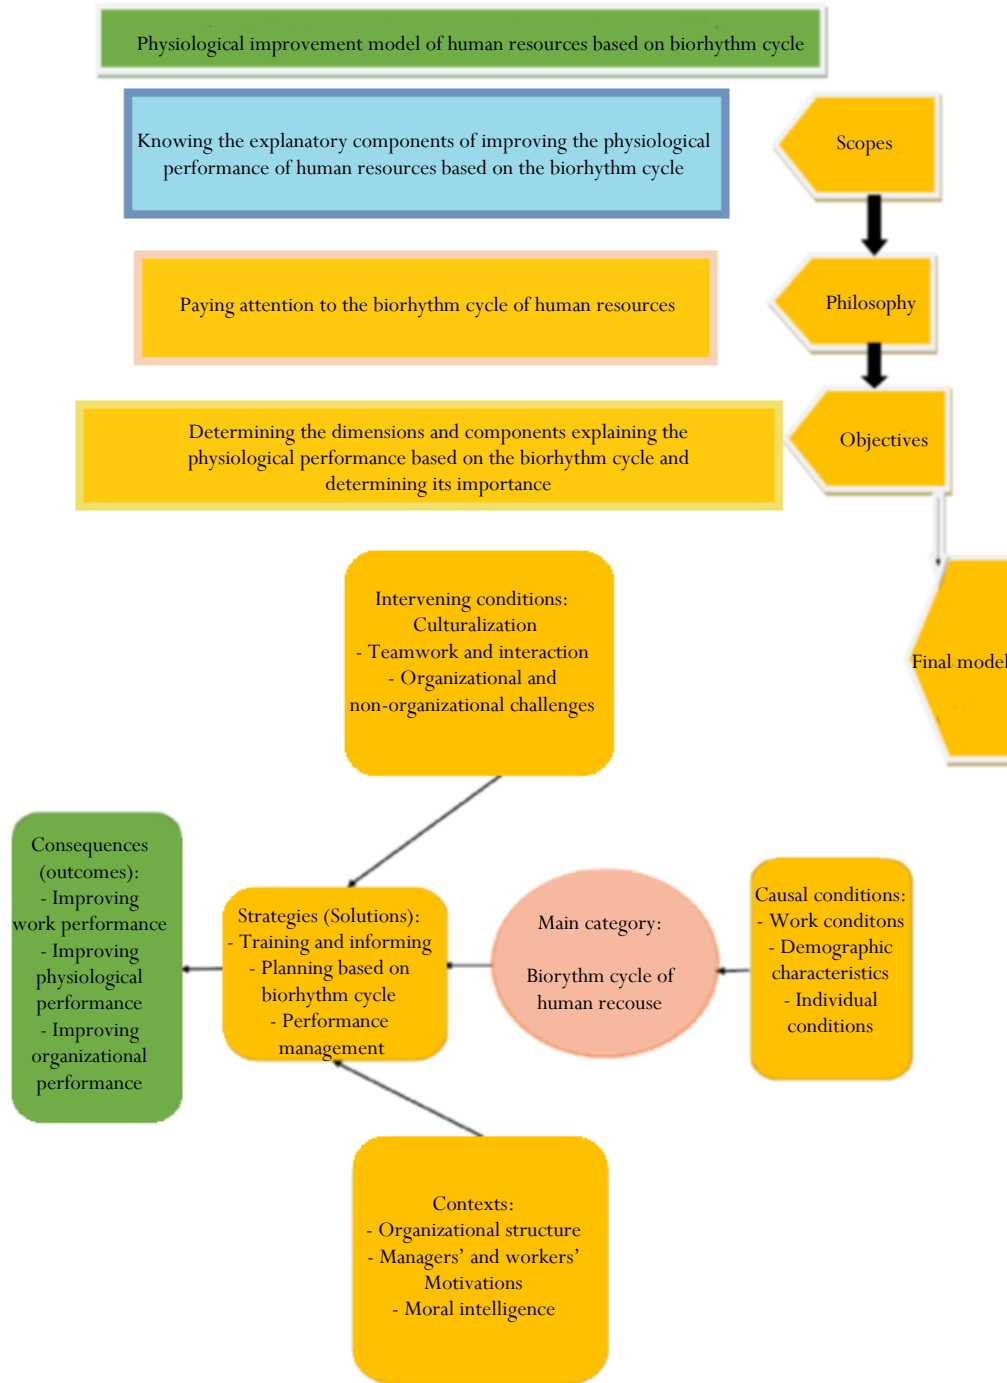 Physiological improvement model of human resources based on biorhythm cycle
Knowing the explanatory components of improving the physiological
performance of human resources based on the biorhythm cycle
Scopes
Paying attention to the biorhythm cycle of human resources
Philosophy
Determining the dimensions and components explaining the
physiological performance based on the biorhythm cycle and
determining its importance
Objectives
Final model
Intervening conditions:
Culturalization
- Teamwork and interaction
- Organizational and
non-organizational challenges
Consequences
(outcomes):
- Improving
work performance
- Improving
physiological
performance
- Improving
organizational
performance
Strategies (Solutions):
- Training and informing
- Planning based on
biorhythm cycle
- Performance
management
Main category:
Biorythm cycle of
human recouse
Causal conditions:
- Work conditons
- Demographic
characteristics
- Individual
conditions
Contexts:
- Organizational structure
- Managers’ and workers’
Motivations
- Moral intelligence